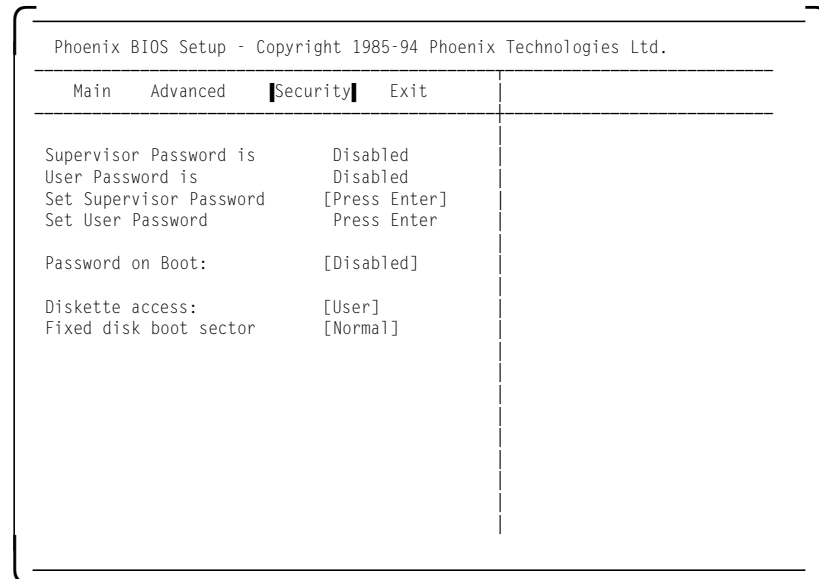 Phoenix BIOS Setup - Copyright 1985-94 Phoenix Technologies Ltd.
Main Advanced Security Exit
Supervisor Password is Disabled
User Password is Disabled
Set Supervisor Password [Press Enter]
Set User Password Press Enter
Password on Boot: [Disabled]
Diskette access: [User]
Fixed disk boot sector [Normal]